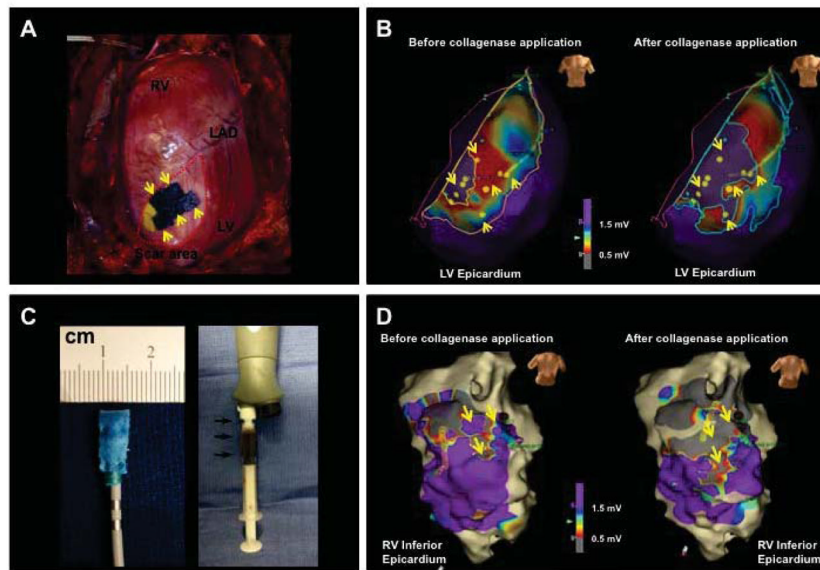 A
RV
LAD
LV
Scar area
B
Before collagenase application
After collagenase application
1.5 mV
0.5 mV
LV Epicardium
LV Epicardium
C
cm
1 2
D
Before collagenase application
After collagenase application
1.5 mV
0.5 mV
RV Inferior
Epicardium
RV Inferior
Epicardium